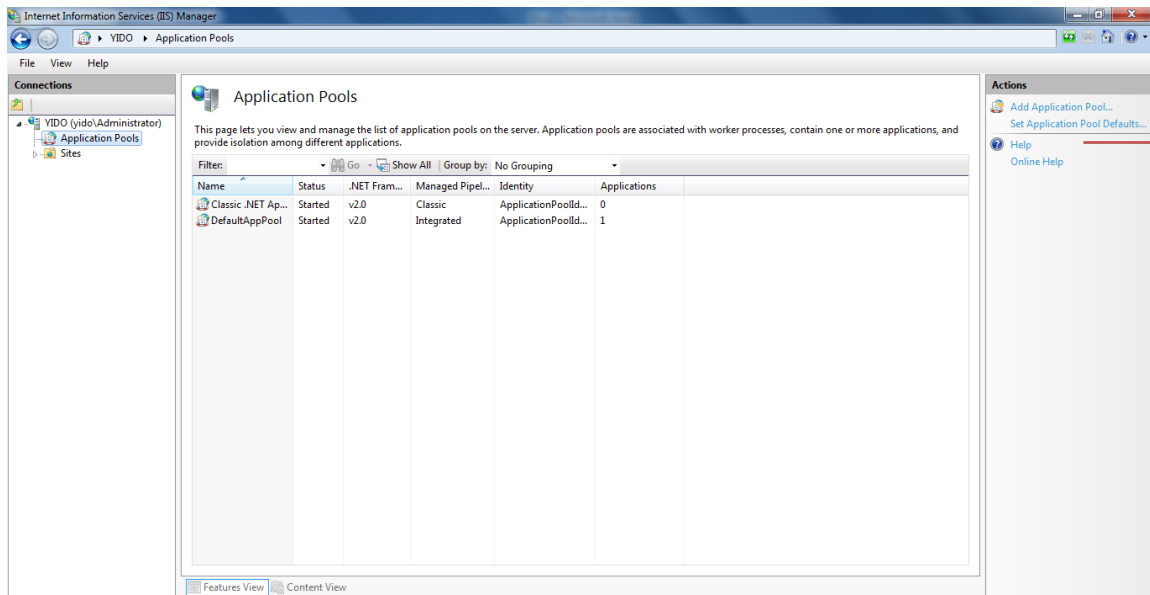 Internet Information Services (IIS) Manager
YIDO Application Pools
File View Help
Connections
YIDO (yido\Administrator)
Application Pools
Sites
Application Pools
This page lets you view and manage the list of application pools on the server. Application pools are associated with worker processes, contain one or more applications, and
provide isolation among different applications.
Filter: Go Show All Group by: No Grouping
Name Status .NET Fram... Managed Pipel... Identity Applications
Classic .NET Ap... Started v2.0 Classic ApplicationPoolId... 0
DefaultAppPool Started v2.0 Integrated ApplicationPoolId... 1
Features View Content View
Actions
Add Application Pool...
Set Application Pool Defaults...
Help
Online Help